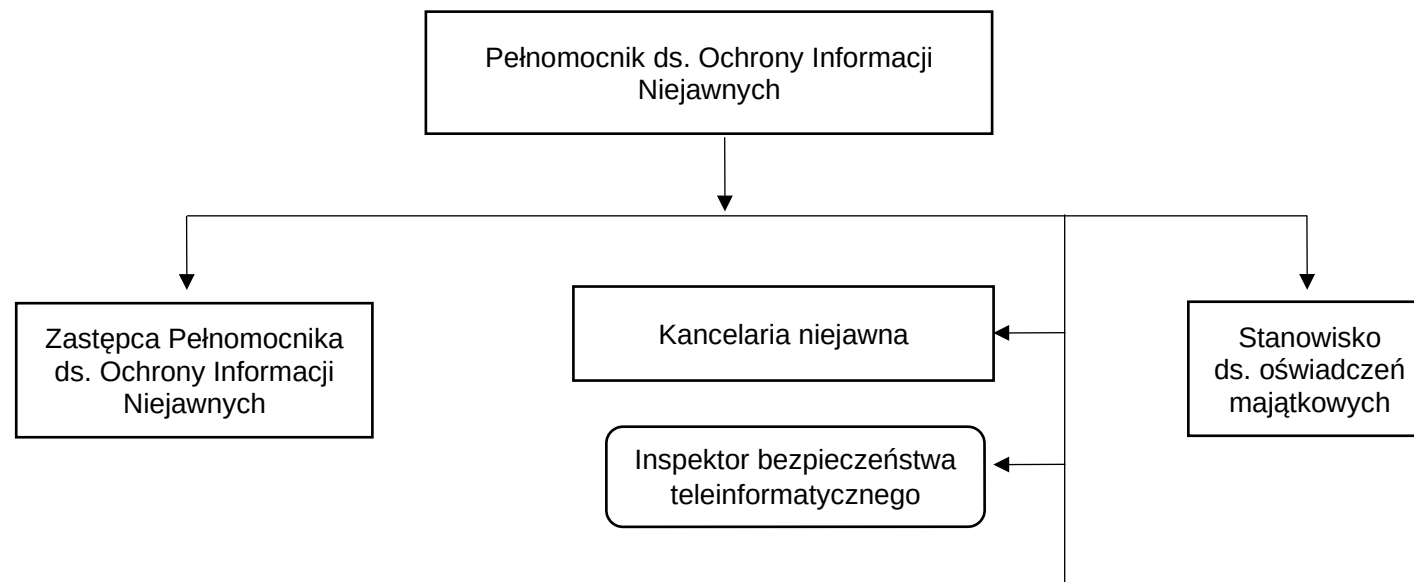 Pełnomocnik ds. Ochrony Informacji
Niejawnych
Zastępca Pełnomocnika
ds. Ochrony Informacji
Niejawnych
Kancelaria niejawna
Stanowisko
ds. oświadczeń
majątkowych
Inspektor bezpieczeństwa
teleinformatycznego